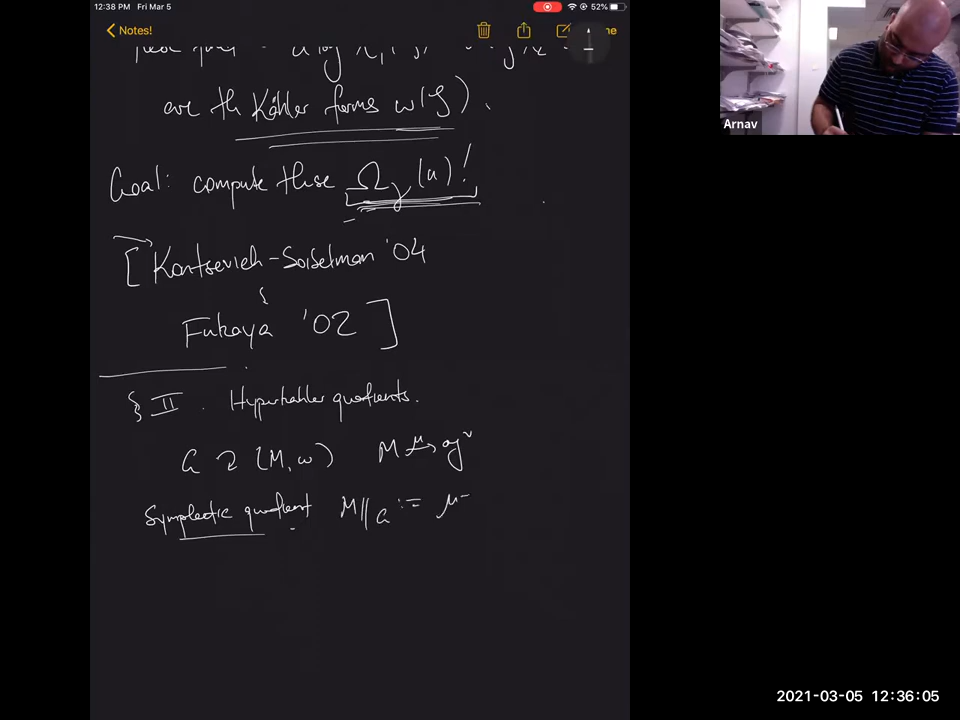 12:38 PM Fri Mar 5
52%
Notes!
are the Kähler forms ω(ζ).
Goal: compute these Ω_γ(u)!
[Kontsevich-Soibelman '04
Fukaya '02]
§ II. Hyperkahler quotients.
G ⊋ (M, ω) M →^μ g^∨
Symplectic quotient M//G := μ-
Arnav
2021-03-05 12:36:05